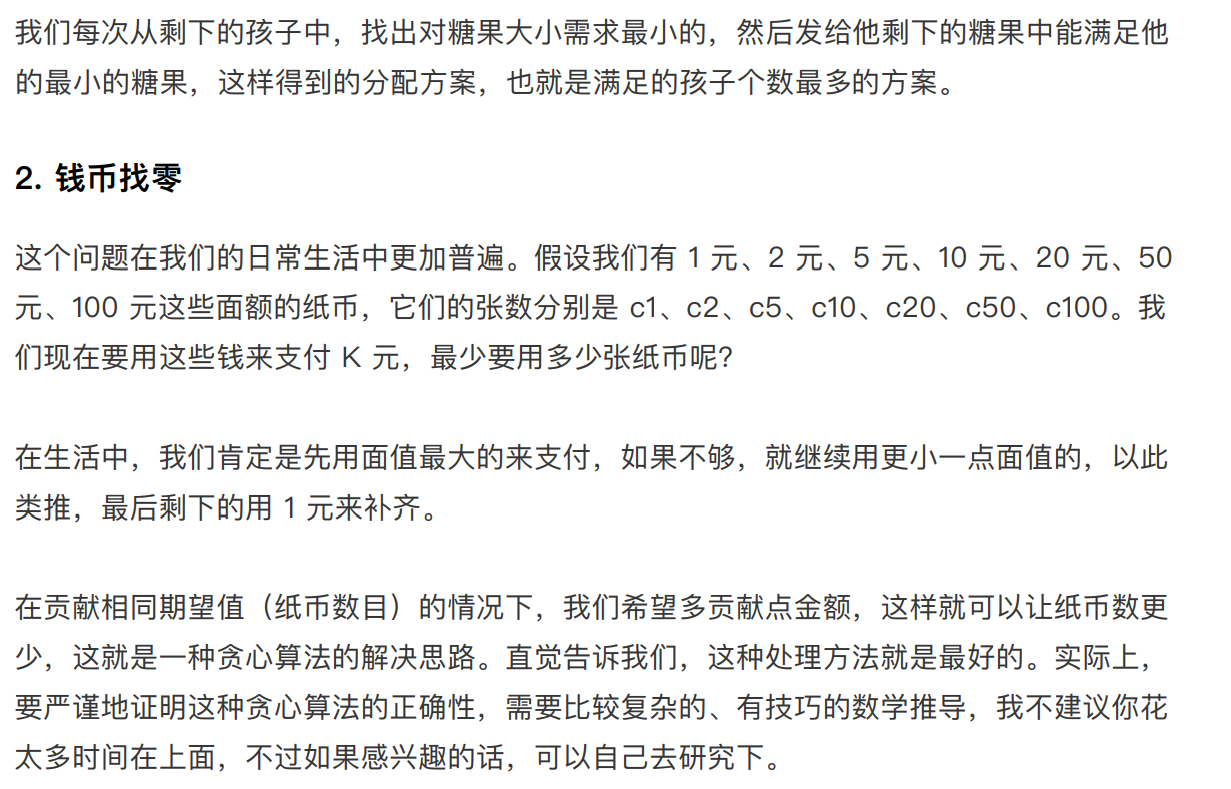 我们每次从剩下的孩子中，找出对糖果大小需求最小的，然后发给他剩下的糖果中能满足他
的最小的糖果，这样得到的分配方案，也就是满足的孩子个数最多的方案。
2. 钱币找零
这个问题在我们的日常生活中更加普遍。假设我们有 1 元、2 元、5 元、10 元、20 元、50
元、100 元这些面额的纸币，它们的张数分别是 c1、c2、c5、c10、c20、c50、c100。我
们现在要用这些钱来支付 K 元，最少要用多少张纸币呢？
在生活中，我们肯定是先用面值最大的来支付，如果不够，就继续用更小一点面值的，以此
类推，最后剩下的用 1 元来补齐。
在贡献相同期望值（纸币数目）的情况下，我们希望多贡献点金额，这样就可以让纸币数更
少，这就是一种贪心算法的解决思路。直觉告诉我们，这种处理方法就是最好的。实际上，
要严谨地证明这种贪心算法的正确性，需要比较复杂的、有技巧的数学推导，我不建议你花
太多时间在上面，不过如果感兴趣的话，可以自己去研究下。